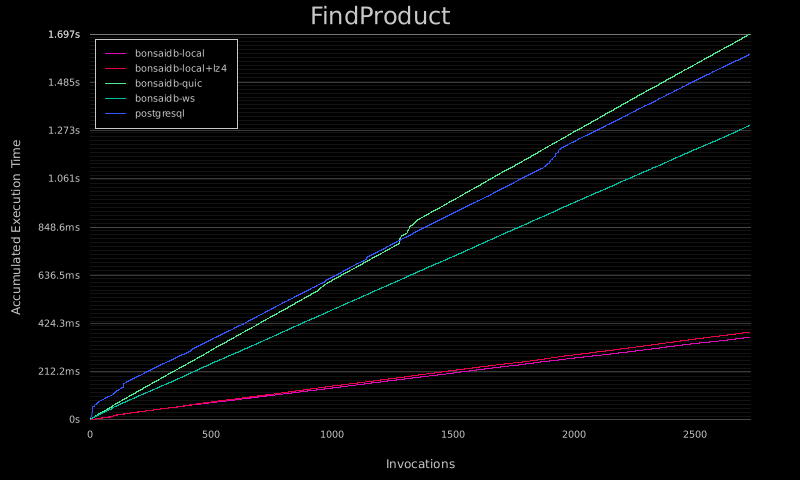 FindProduct
1.697s
1.485s
1.273s
1.061s
848.6ms
636.5ms
424.3ms
212.2ms
0s
Accumulated Execution Time
bonsaidb-local
bonsaidb-local+lz4
bonsaidb-quic
bonsaidb-ws
postgresql
0 500 1000 1500 2000 2500
Invocations